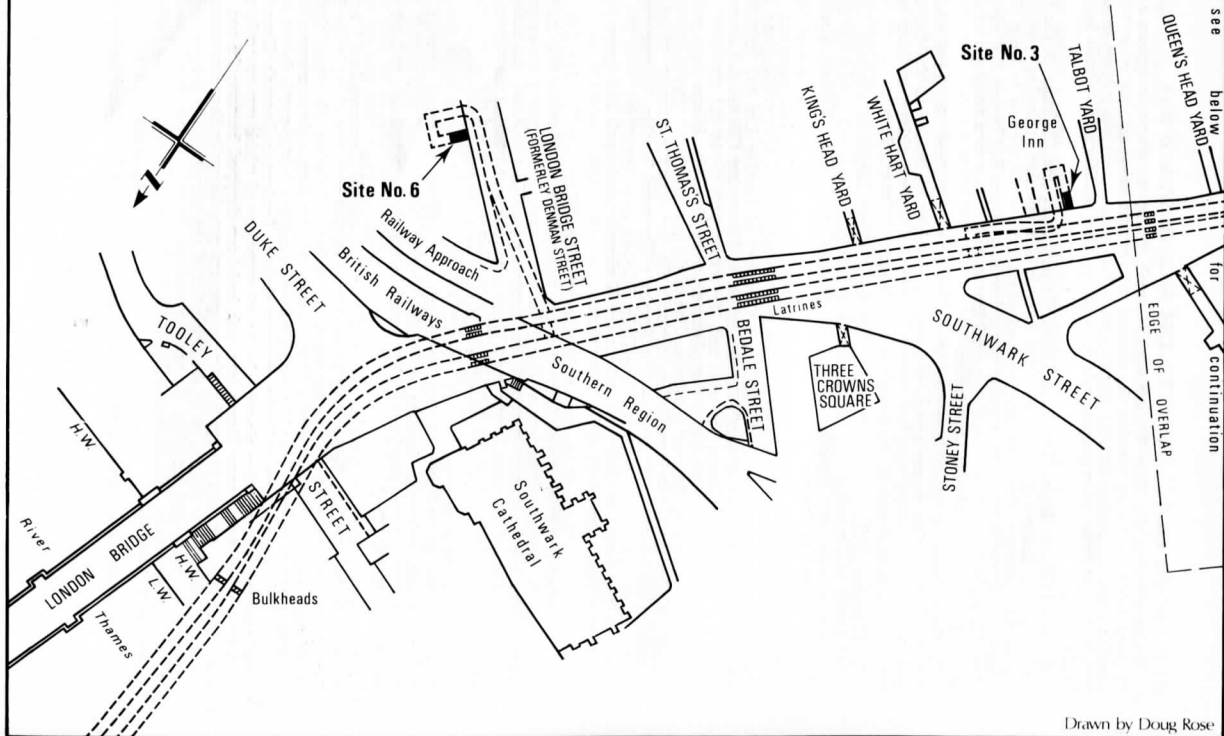 see below for continuation
QUEEN'S HEAD YARD
Site No. 3
TALBOT YARD
George
Inn
KING'S HEAD YARD
WHITE HART YARD
LONDON BRIDGE STREET
(FORMERLEY DENMAN STREET)
ST. THOMAS'S STREET
Site No. 6
N
Railway Approach
British Railways
DUKE STREET
TOOLEY
Latrines
Southern Region
BEDALE STREET
THREE
CROWNS
SQUARE
SOUTHWARK STREET
STONEY STREET
EDGE OF OVERLAP
H.W.
STREET
Southwark
Cathedral
River
LONDON BRIDGE
H.W.
L.W.
Bulkheads
Thames
Drawn by Doug Rose